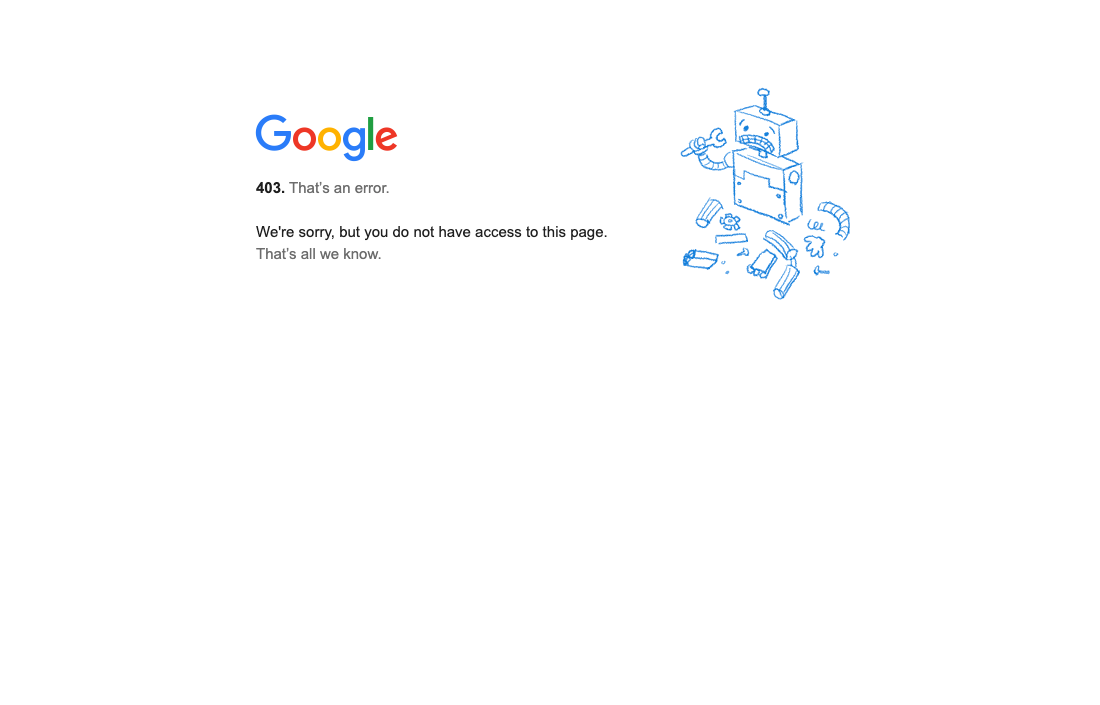 Google
403. That’s an error.
We're sorry, but you do not have access to this page.
That’s all we know.